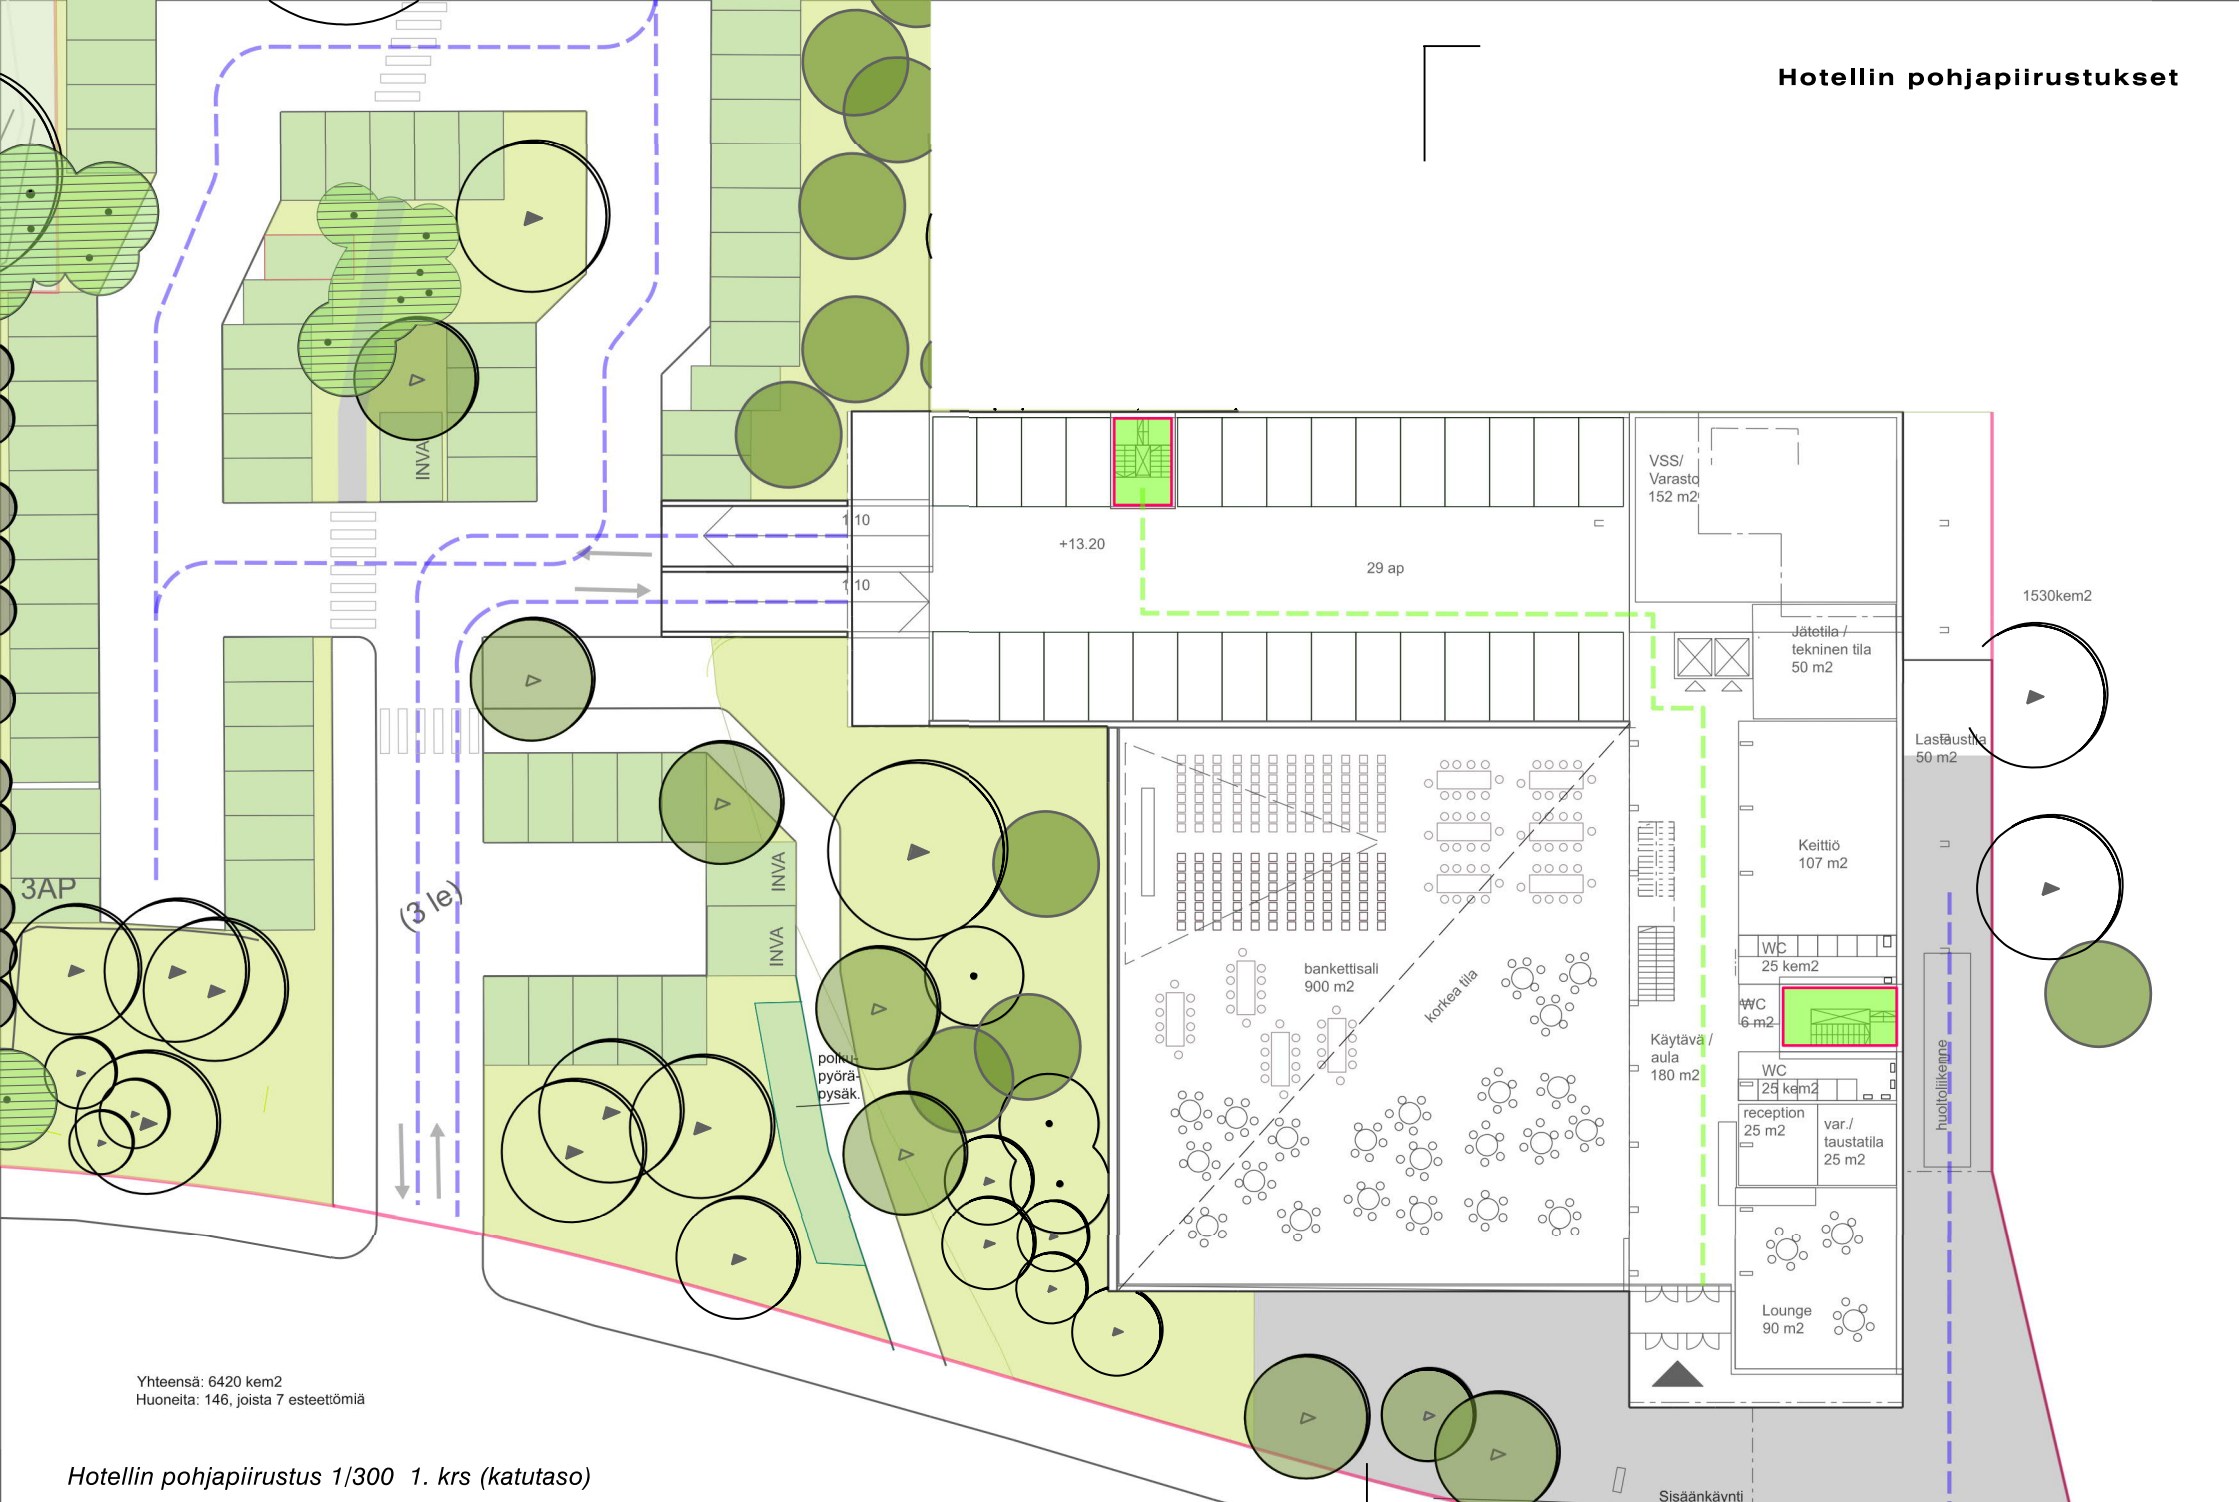 Hotellin pohjapiirustukset
INVA
1:10
1:10
+13.20
29 ap
VSS/
Varasto
152 m2
1530kem2
Jätetila /
tekninen tila
50 m2
Lastaustila
50 m2
Keittiö
107 m2
3AP
(3 le)
INVA
INVA
bankettisali
900 m2
korkea tila
WC
25 kem2
WC
6 m2
Käytävä /
aula
180 m2
WC
25 kem2
reception
25 m2
var./
taustatila
25 m2
huoltoliikenne
polku-
pyörä-
pysäk.
Lounge
90 m2
Yhteensä: 6420 kem2
Huoneita: 146, joista 7 esteettömiä
Hotellin pohjapiirustus 1/300 1. krs (katutaso)
Sisäänkäynti